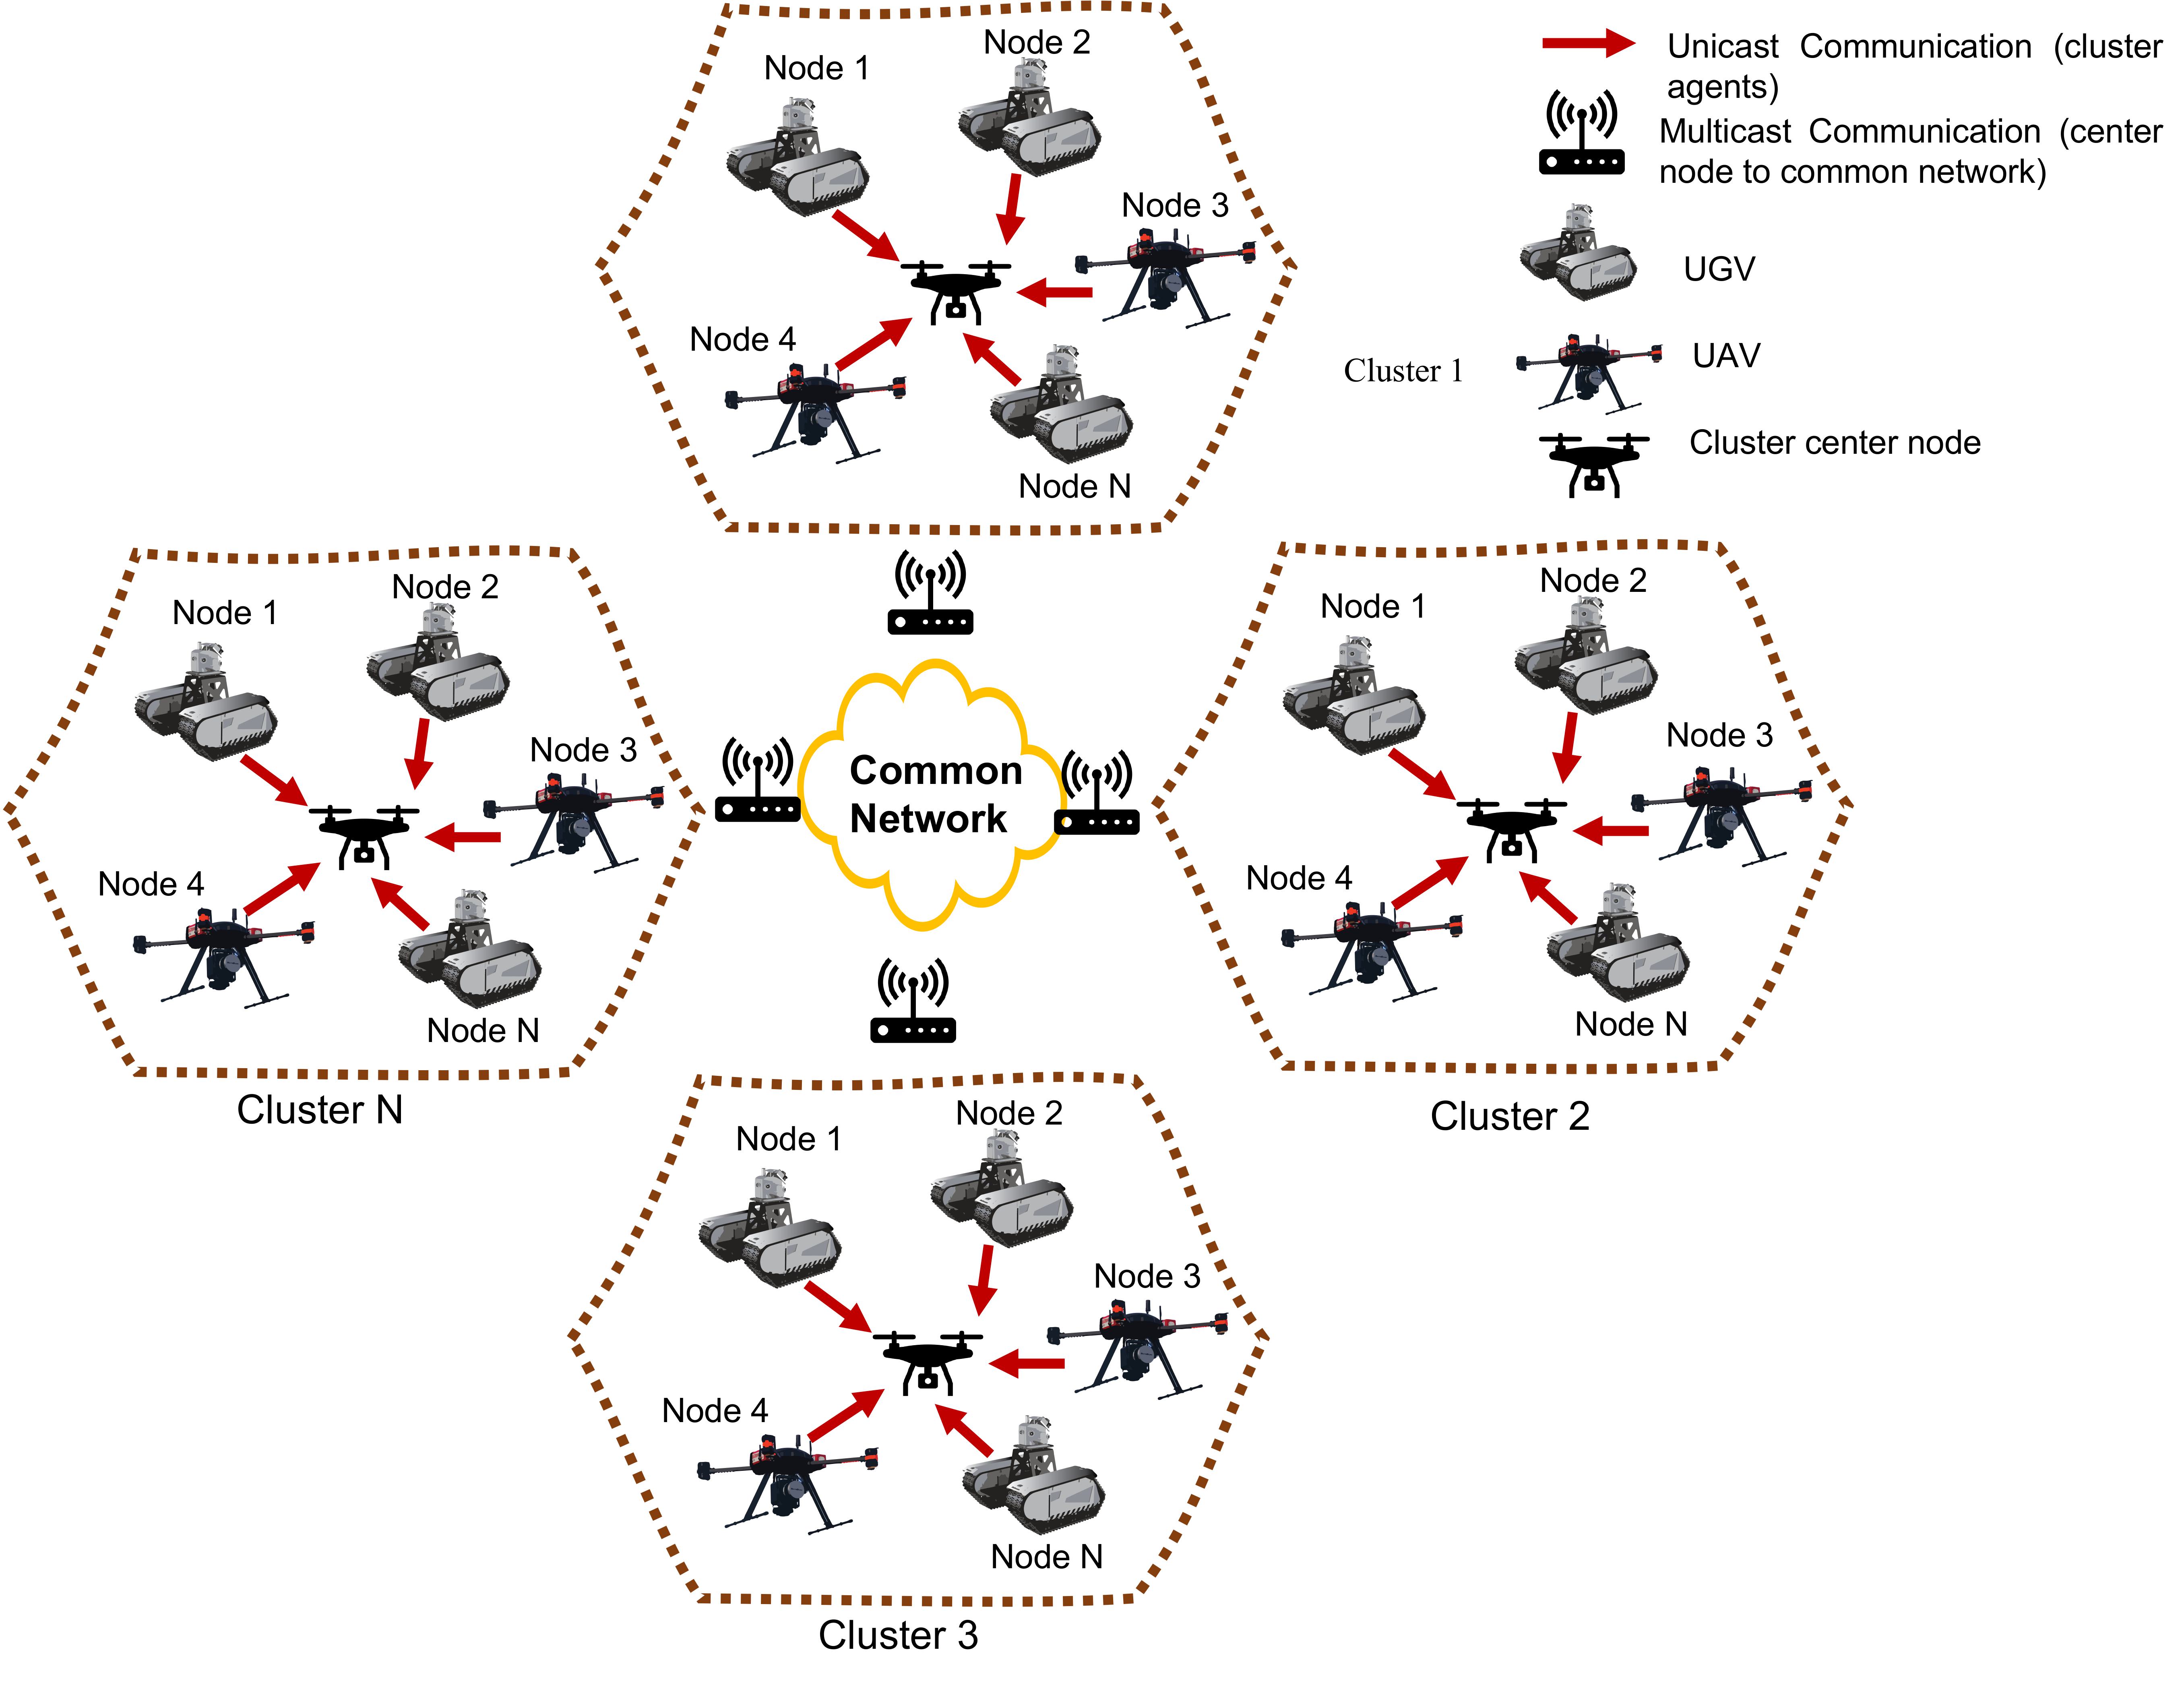 Node 1
Node 2
Node 3
Node 4
Node N
Unicast Communication (cluster
agents)
Multicast Communication (center
node to common network)
UGV
UAV
Cluster 1
Cluster center node
Node 1
Node 2
Node 3
Node 4
Node N
Cluster N
Common
Network
Node 1
Node 2
Node 3
Node 4
Node N
Cluster 2
Node 1
Node 2
Node 3
Node 4
Node N
Cluster 3